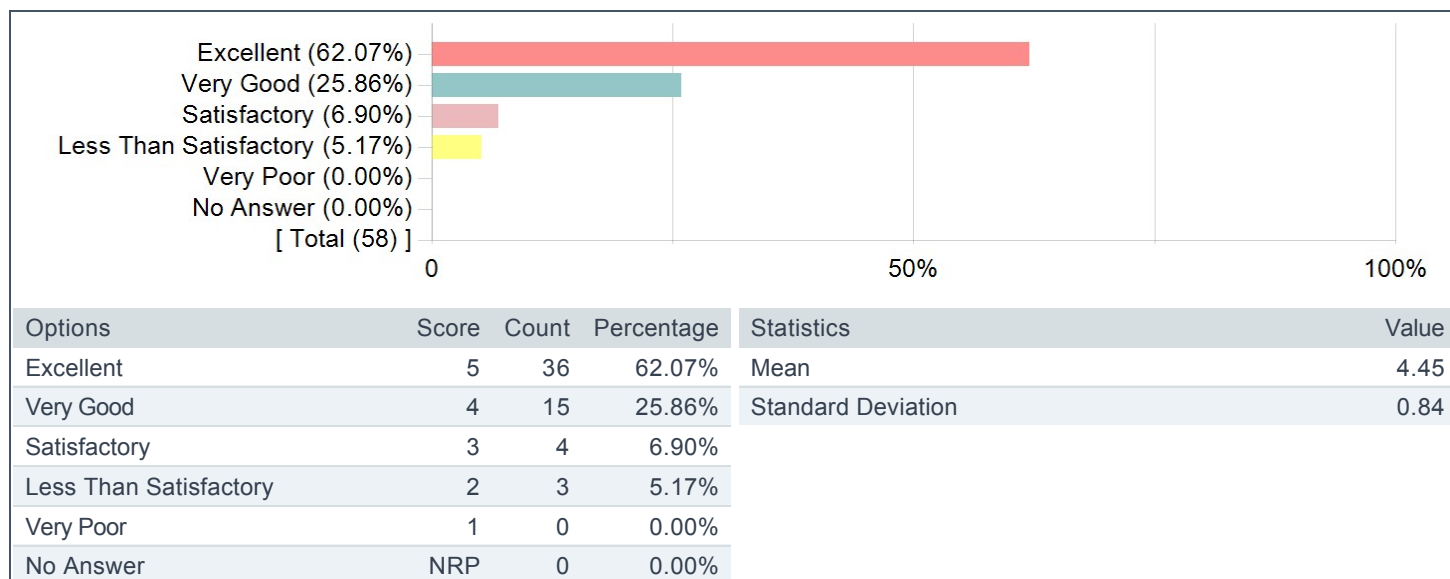 Excellent (62.07%)
Very Good (25.86%)
Satisfactory (6.90%)
Less Than Satisfactory (5.17%)
Very Poor (0.00%)
No Answer (0.00%)
[ Total (58) ]
0 50% 100%
Options Score Count Percentage
Excellent 5 36 62.07%
Very Good 4 15 25.86%
Satisfactory 3 4 6.90%
Less Than Satisfactory 2 3 5.17%
Very Poor 1 0 0.00%
No Answer NRP 0 0.00%
Statistics Value
Mean 4.45
Standard Deviation 0.84